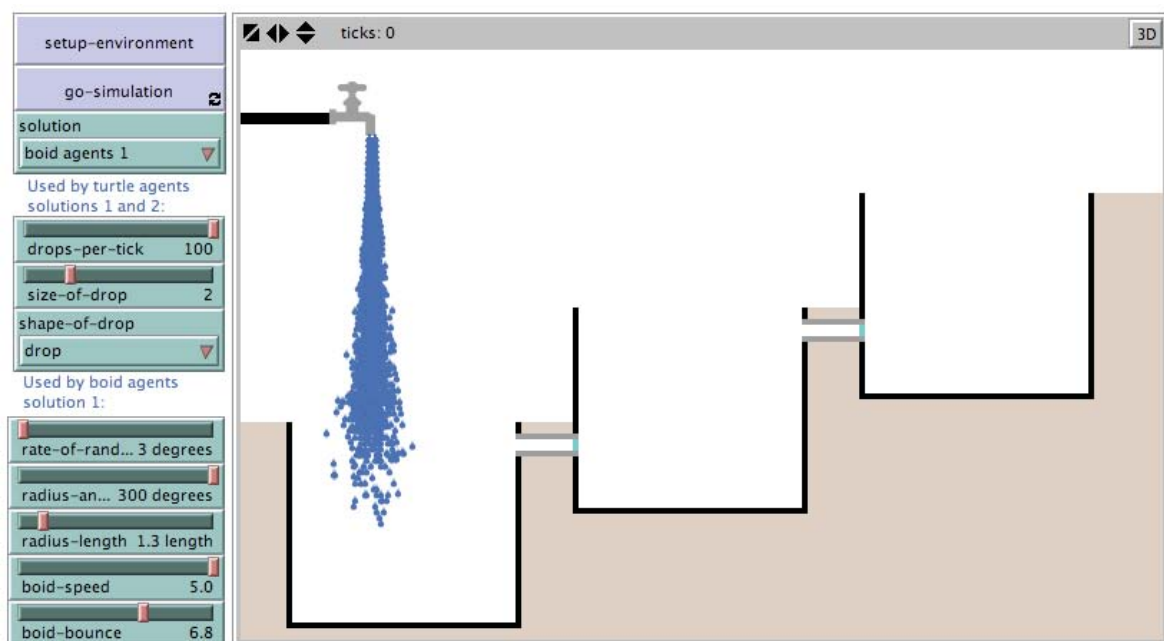 setup-environment
ticks: 0
3D
go-simulation
solution
boid agents 1
Used by turtle agents
solutions 1 and 2:
drops-per-tick 100
size-of-drop 2
shape-of-drop
drop
Used by boid agents
solution 1:
rate-of-rand... 3 degrees
radius-an... 300 degrees
radius-length 1.3 length
boid-speed 5.0
boid-bounce 6.8